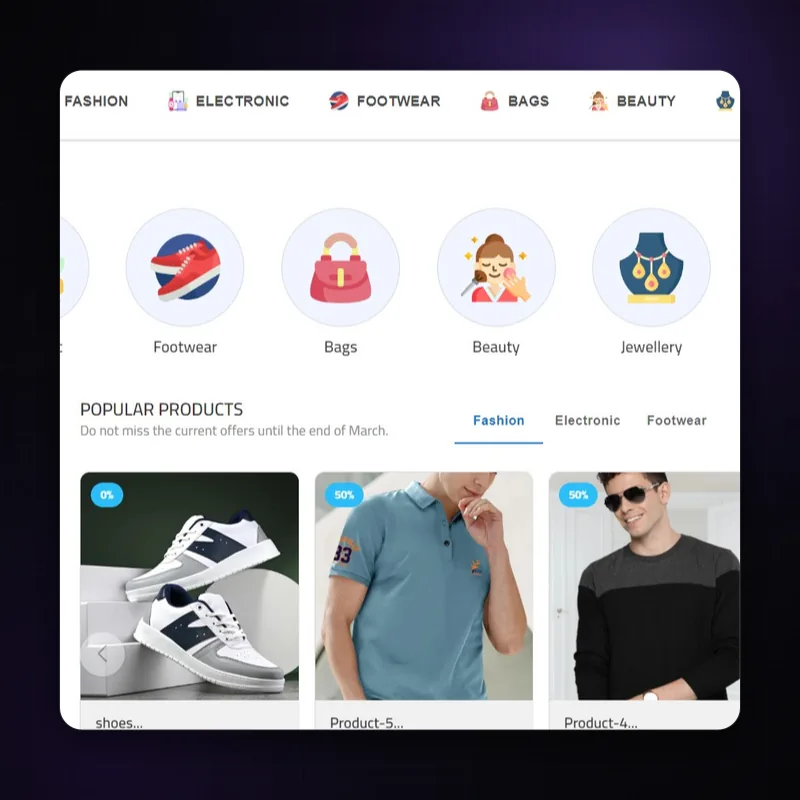 FASHION ELECTRONIC FOOTWEAR BAGS BEAUTY
Footwear Bags Beauty Jewellery
POPULAR PRODUCTS
Do not miss the current offers until the end of March.
Fashion Electronic Footwear
0% 50% 50%
33
shoes... Product-5... Product-4...